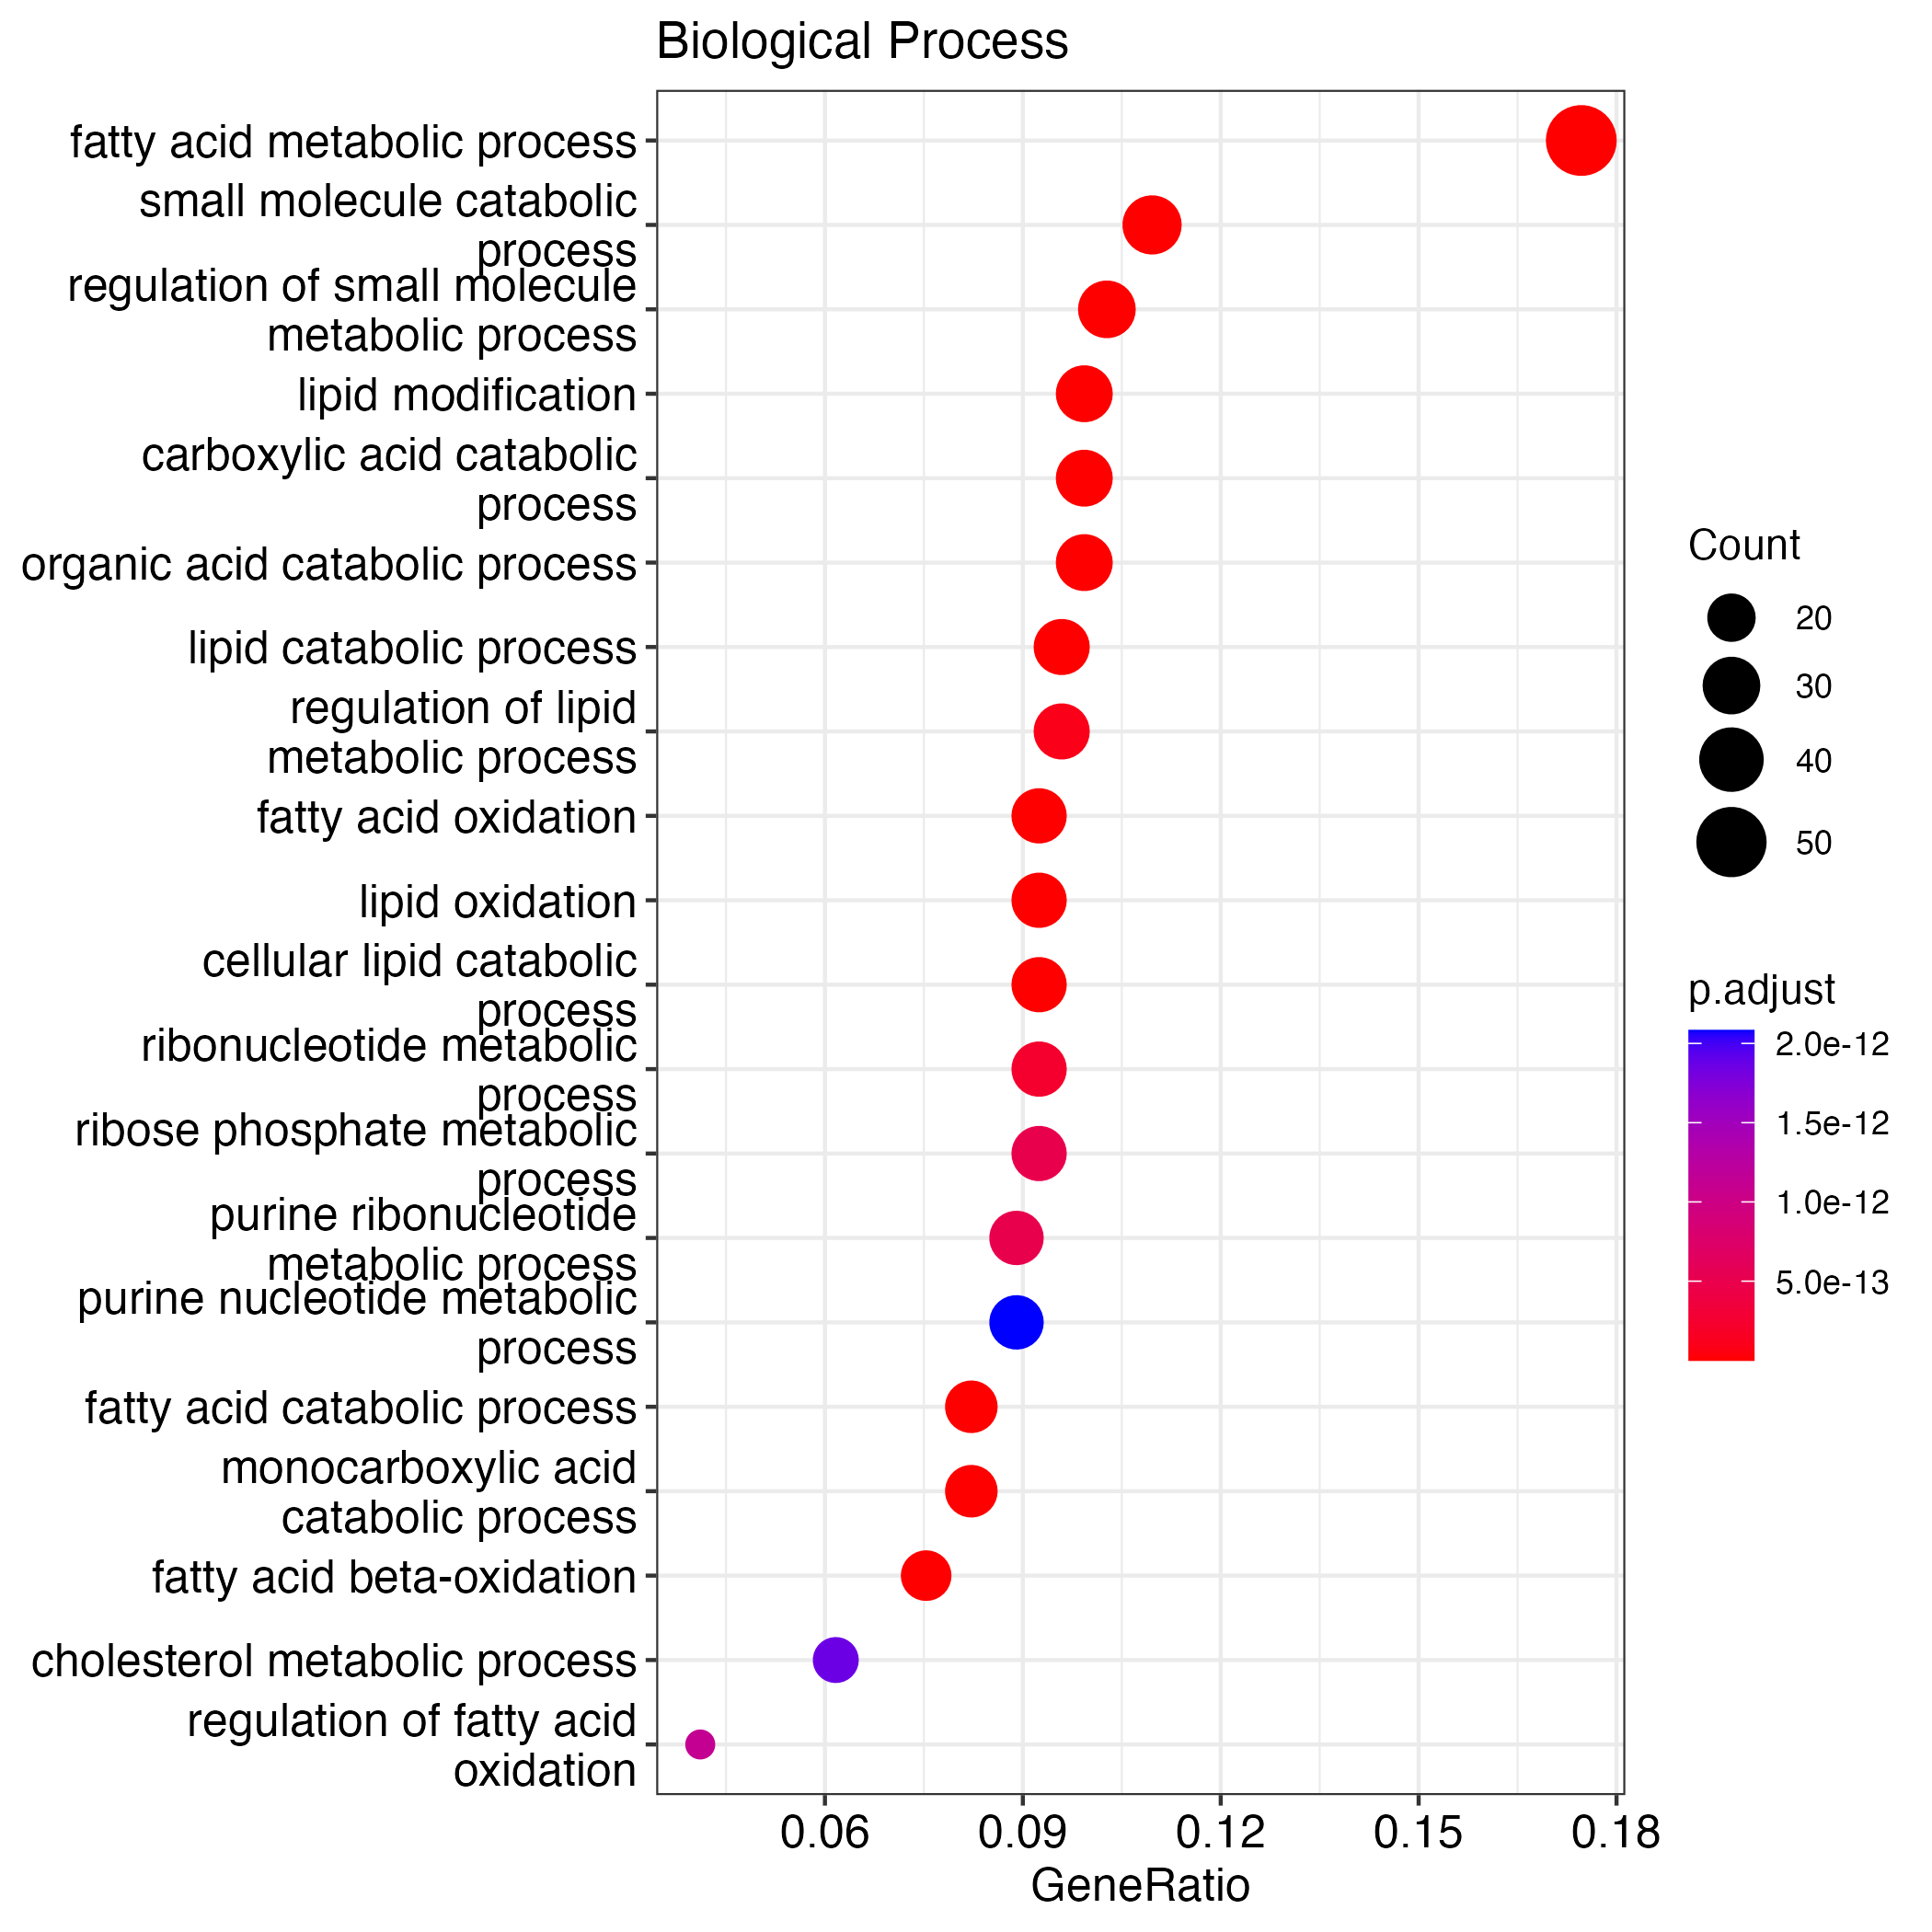 Biological Process
fatty acid metabolic process
small molecule catabolic
process
regulation of small molecule
metabolic process
lipid modification
carboxylic acid catabolic
process
organic acid catabolic process
lipid catabolic process
regulation of lipid
metabolic process
fatty acid oxidation
lipid oxidation
cellular lipid catabolic
process
ribonucleotide metabolic
process
ribose phosphate metabolic
process
purine ribonucleotide
metabolic process
purine nucleotide metabolic
process
fatty acid catabolic process
monocarboxylic acid
catabolic process
fatty acid beta-oxidation
cholesterol metabolic process
regulation of fatty acid
oxidation
0.06 0.09 0.12 0.15 0.18
GeneRatio
Count
20
30
40
50
p.adjust
2.0e-12
1.5e-12
1.0e-12
5.0e-13